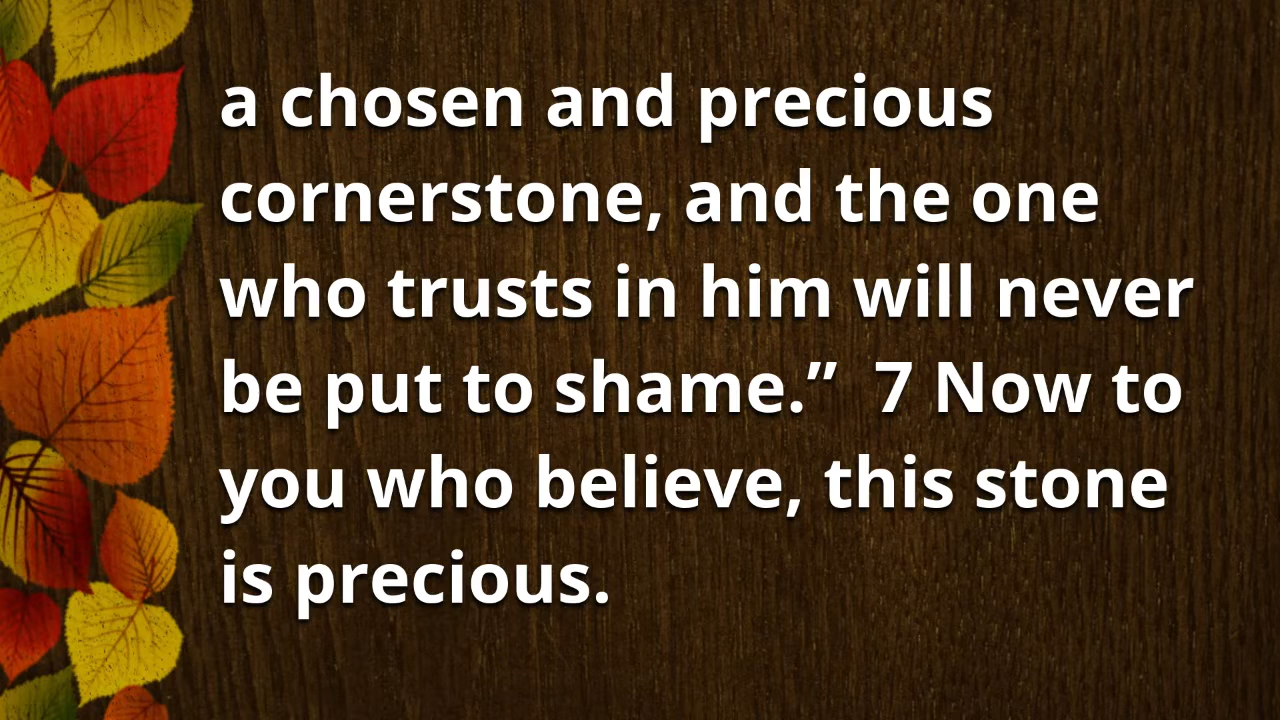 a chosen and precious
cornerstone, and the one
who trusts in him will never
be put to shame.”  7 Now to
you who believe, this stone
is precious.